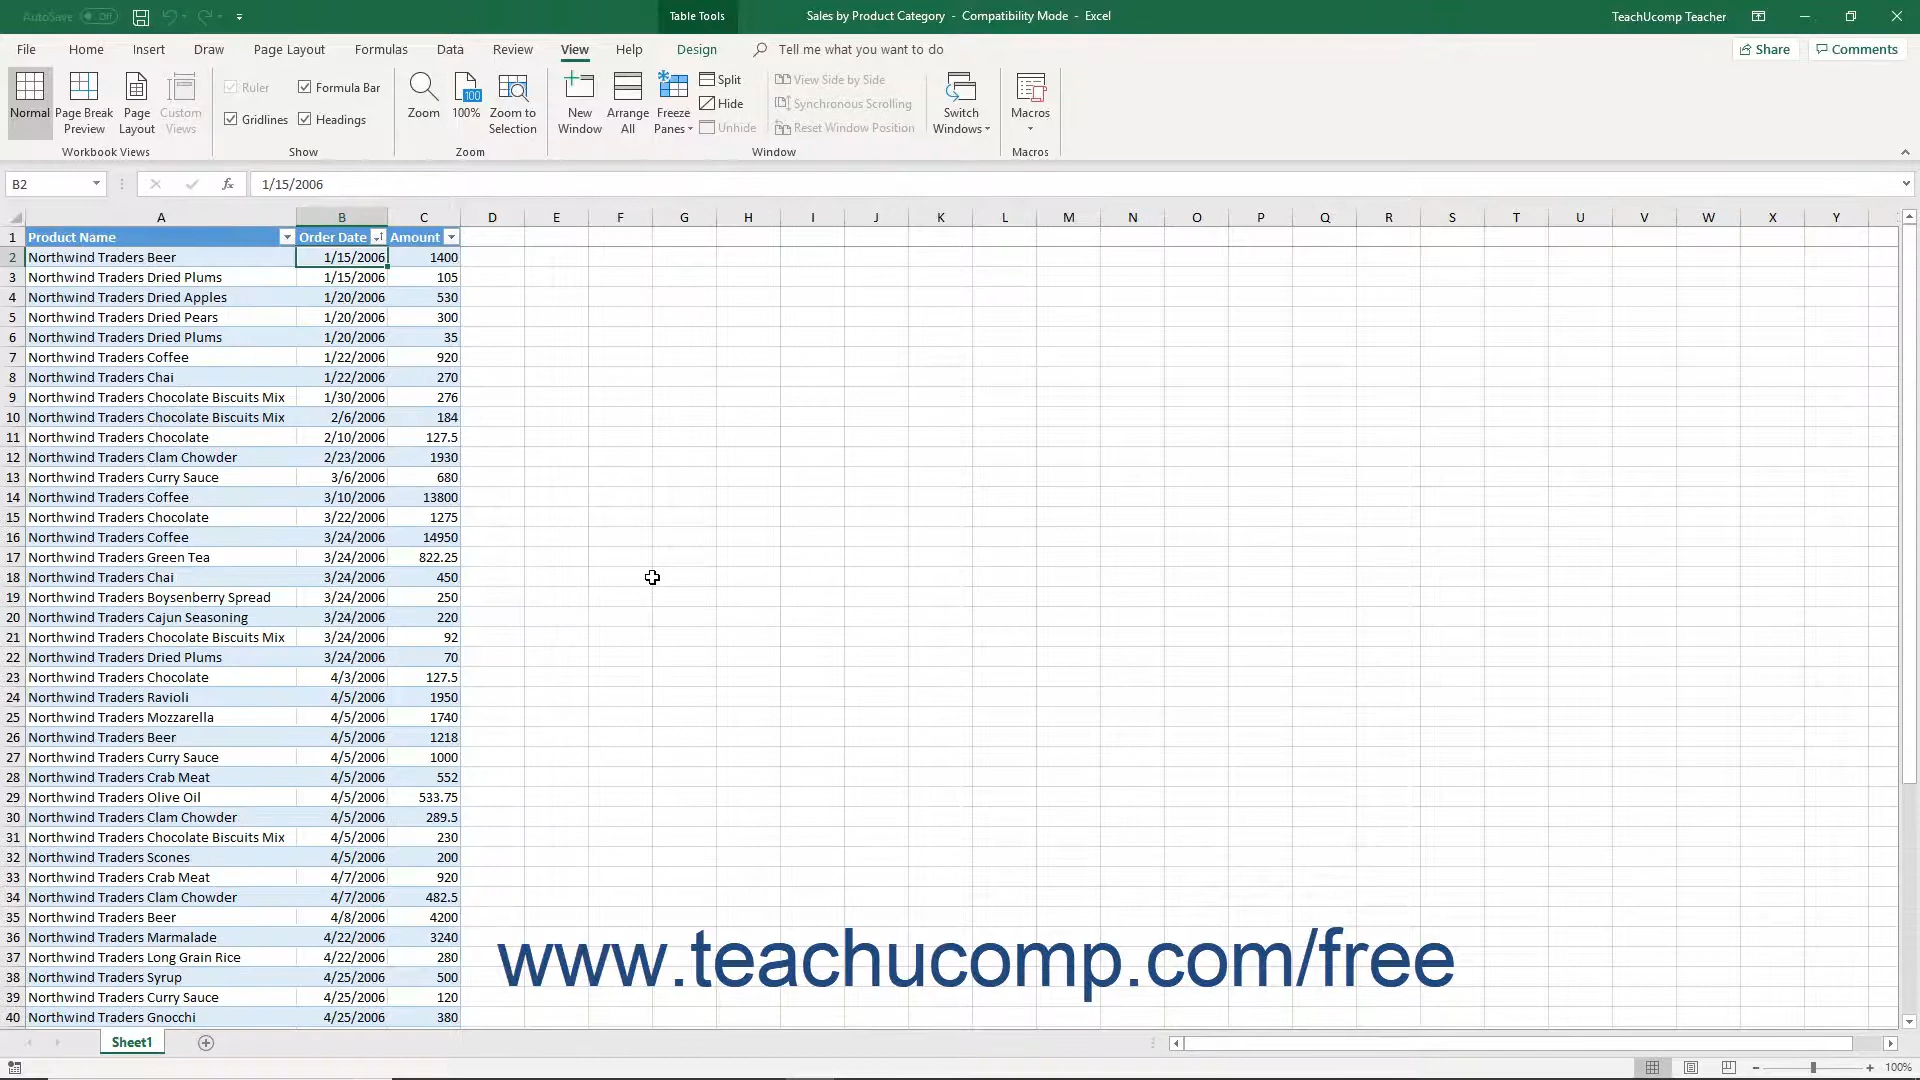 AutoSave Off
Table Tools
Sales by Product Category - Compatibility Mode - Excel
TeachUcomp Teacher
File Home Insert Draw Page Layout Formulas Data Review View Help Design Tell me what you want to do Share Comments
Normal
Page Break Preview
Page Layout
Custom Views
Workbook Views
Ruler
Formula Bar
Gridlines
Headings
Show
Zoom
100
100%
Zoom to Selection
Zoom
New Window
Arrange All
Freeze Panes
Split
Hide
Unhide
View Side by Side
Synchronous Scrolling
Reset Window Position
Window
Switch Windows
Macros
Macros
B2 fx 1/15/2006
A B C D E F G H I J K L M N O P Q R S T U V W X Y
1 Product Name Order Date Amount
2 Northwind Traders Beer 1/15/2006 1400
3 Northwind Traders Dried Plums 1/15/2006 105
4 Northwind Traders Dried Apples 1/20/2006 530
5 Northwind Traders Dried Pears 1/20/2006 300
6 Northwind Traders Dried Plums 1/20/2006 35
7 Northwind Traders Coffee 1/22/2006 920
8 Northwind Traders Chai 1/22/2006 270
9 Northwind Traders Chocolate Biscuits Mix 1/30/2006 276
10 Northwind Traders Chocolate Biscuits Mix 2/6/2006 184
11 Northwind Traders Chocolate 2/10/2006 127.5
12 Northwind Traders Clam Chowder 2/23/2006 1930
13 Northwind Traders Curry Sauce 3/6/2006 680
14 Northwind Traders Coffee 3/10/2006 13800
15 Northwind Traders Chocolate 3/22/2006 1275
16 Northwind Traders Coffee 3/24/2006 14950
17 Northwind Traders Green Tea 3/24/2006 822.25
18 Northwind Traders Chai 3/24/2006 450
19 Northwind Traders Boysenberry Spread 3/24/2006 250
20 Northwind Traders Cajun Seasoning 3/24/2006 220
21 Northwind Traders Chocolate Biscuits Mix 3/24/2006 92
22 Northwind Traders Dried Plums 3/24/2006 70
23 Northwind Traders Chocolate 4/3/2006 127.5
24 Northwind Traders Ravioli 4/5/2006 1950
25 Northwind Traders Mozzarella 4/5/2006 1740
26 Northwind Traders Beer 4/5/2006 1218
27 Northwind Traders Curry Sauce 4/5/2006 1000
28 Northwind Traders Crab Meat 4/5/2006 552
29 Northwind Traders Olive Oil 4/5/2006 533.75
30 Northwind Traders Clam Chowder 4/5/2006 289.5
31 Northwind Traders Chocolate Biscuits Mix 4/5/2006 230
32 Northwind Traders Scones 4/5/2006 200
33 Northwind Traders Crab Meat 4/7/2006 920
34 Northwind Traders Clam Chowder 4/7/2006 482.5
35 Northwind Traders Beer 4/8/2006 4200
36 Northwind Traders Marmalade 4/22/2006 3240
37 Northwind Traders Long Grain Rice 4/22/2006 280
38 Northwind Traders Syrup 4/25/2006 500
39 Northwind Traders Curry Sauce 4/25/2006 120
40 Northwind Traders Gnocchi 4/25/2006 380
www.teachucomp.com/free
Sheet1
100%